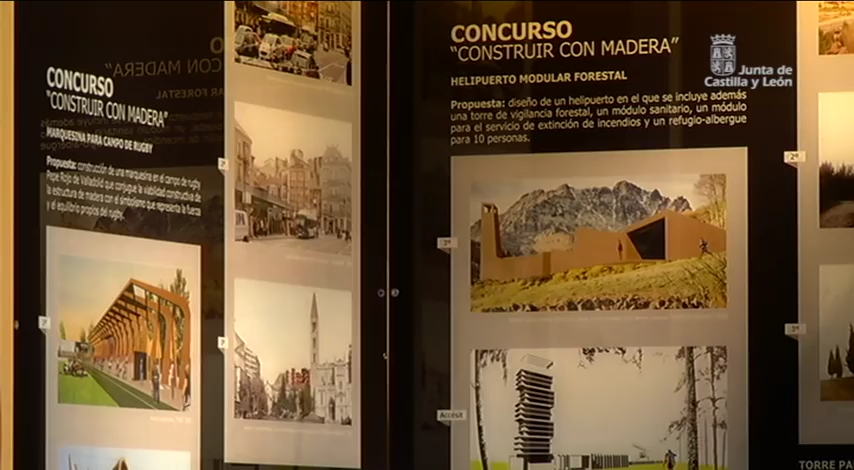 CONCURSO
"CONSTRUIR CON MADERA"
MARQUESINA PARA CAMPO DE RUGBY
Propuesta: construcción de una marquesina en el campo de rugby
Pepe Rojo de Valladolid que conjugue la viabilidad constructiva de
la estructura de madera con el simbolismo que representa la fuerza
y el equilibrio propios del rugby.
CONCURSO
"CONSTRUIR CON MADERA"
HELIPUERTO MODULAR FORESTAL
Propuesta: diseño de un helipuerto en el que se incluye además
una torre de vigilancia forestal, un módulo sanitario, un módulo
para el servicio de extinción de incendios y un refugio-albergue
para 10 personas.
Accésit
Junta de
Castilla y León
2º
3º
TORRE PA